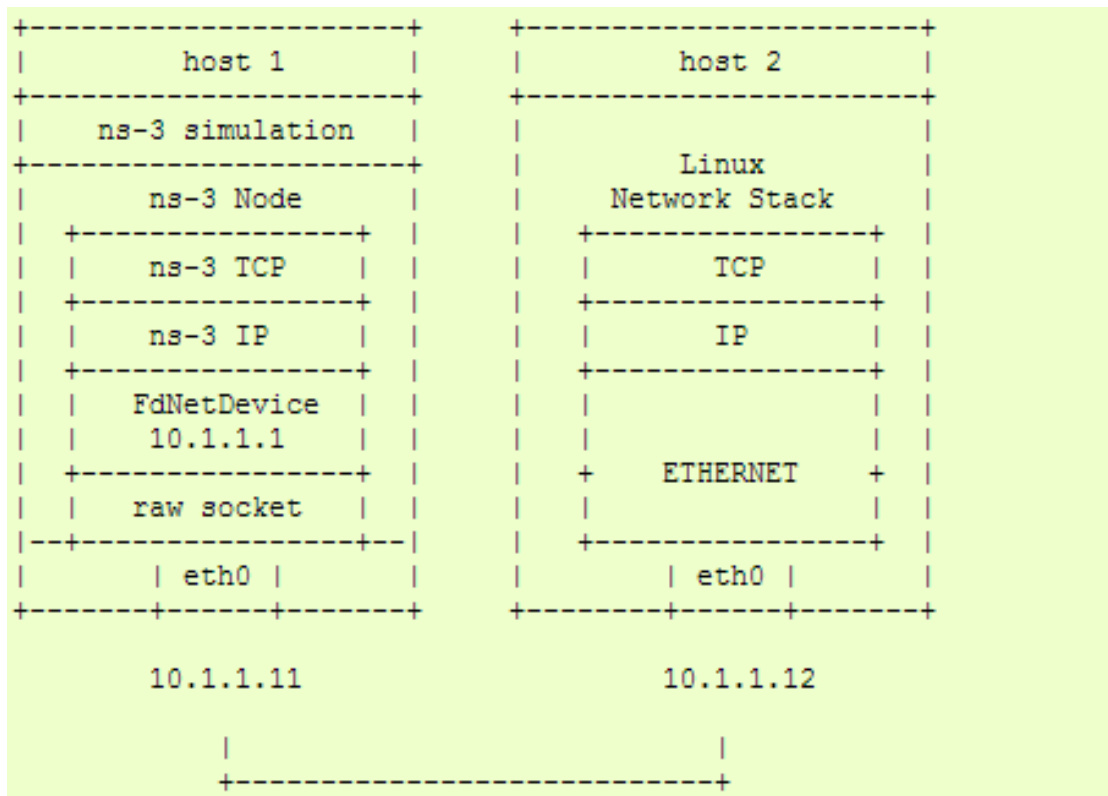 +----------------------+     +-----------------------+
|         host 1       |     |         host 2        |
+----------------------+     +-----------------------+
|    ns-3 simulation   |     |                       |
+----------------------+     |         Linux         |
|       ns-3 Node      |     |     Network Stack     |
|  +----------------+  |     |   +----------------+  |
|  |    ns-3 TCP    |  |     |   |       TCP      |  |
|  +----------------+  |     |   +----------------+  |
|  |    ns-3 IP     |  |     |   |       IP       |  |
|  +----------------+  |     |   +----------------+  |
|  |   FdNetDevice  |  |     |   |                |  |
|  |    10.1.1.1    |  |     |   |                |  |
|  +----------------+  |     |   +    ETHERNET    +  |
|  |   raw socket   |  |     |   |                |  |
|--+----------------+--|     |   +----------------+  |
|       | eth0 |       |     |        | eth0 |       |
+-------+------+-------+     +--------+------+-------+
10.1.1.11                     10.1.1.12
|                            |
+----------------------------+